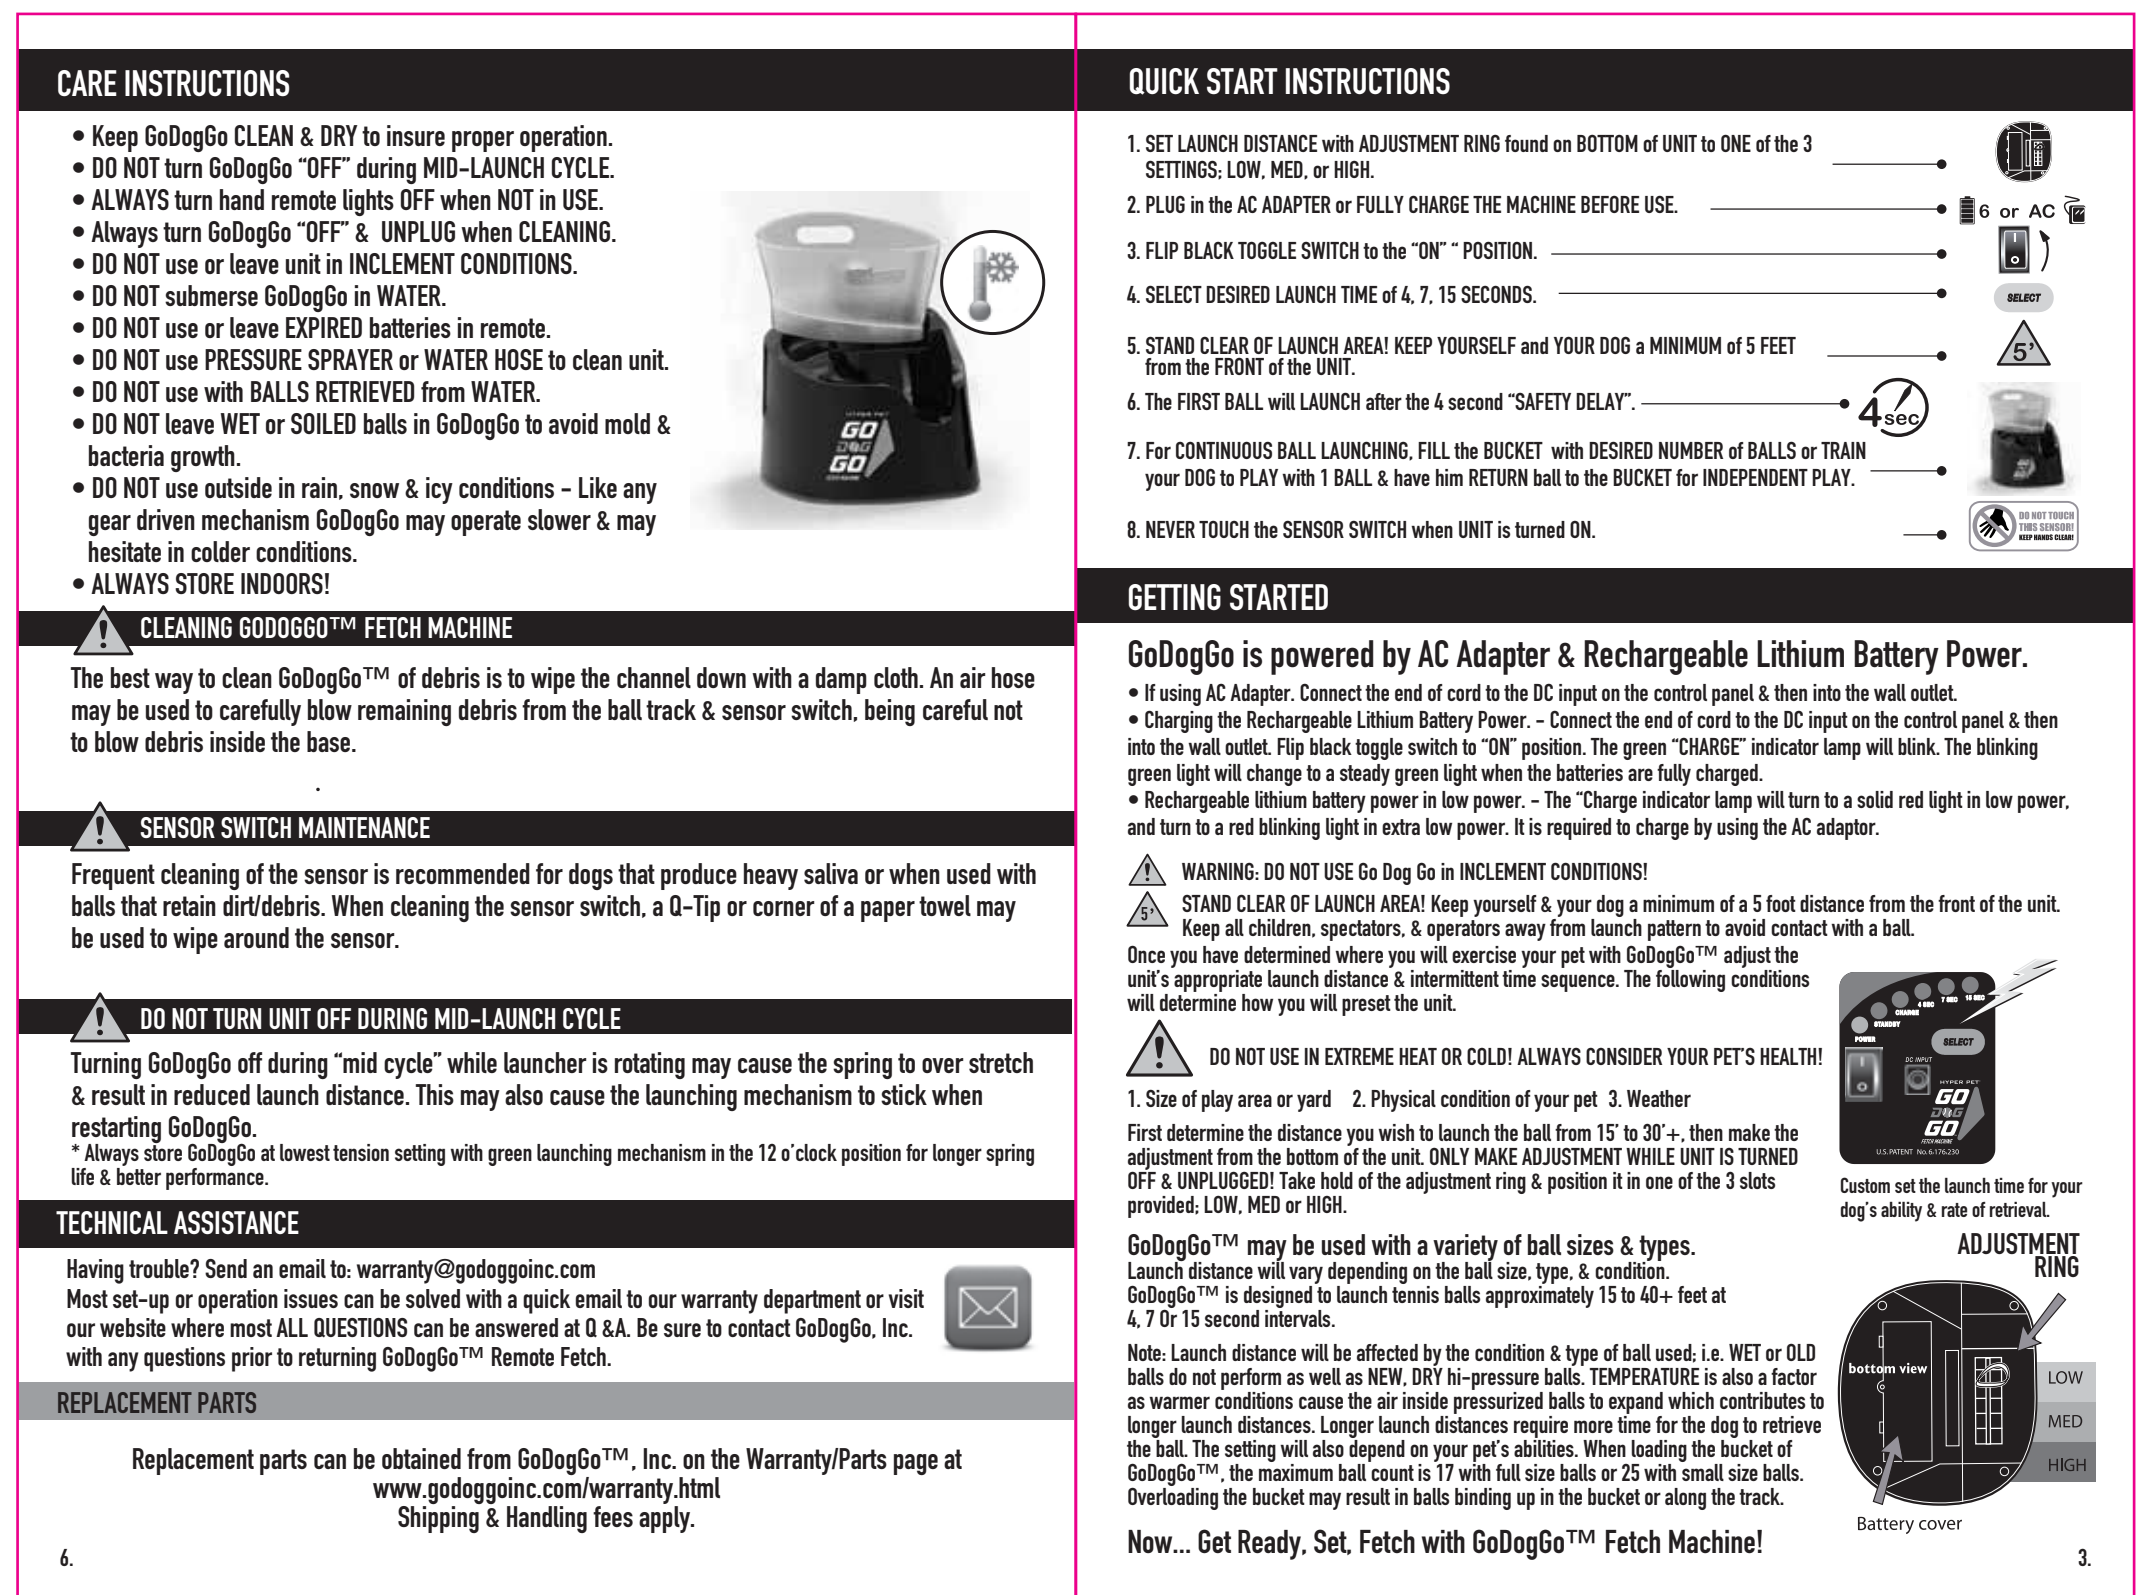 CARE INSTRUCTIONS
• Keep GoDogGo CLEAN & DRY to insure proper operation.
• DO NOT turn GoDogGo “OFF” during MID-LAUNCH CYCLE.
• ALWAYS turn hand remote lights OFF when NOT in USE.
• Always turn GoDogGo “OFF” & UNPLUG when CLEANING.
• DO NOT use or leave unit in INCLEMENT CONDITIONS.
• DO NOT submerse GoDogGo in WATER.
• DO NOT use or leave EXPIRED batteries in remote.
• DO NOT use PRESSURE SPRAYER or WATER HOSE to clean unit.
• DO NOT use with BALLS RETRIEVED from WATER.
• DO NOT leave WET or SOILED balls in GoDogGo to avoid mold &
bacteria growth.
• DO NOT use outside in rain, snow & icy conditions - Like any
gear driven mechanism GoDogGo may operate slower & may
hesitate in colder conditions.
• ALWAYS STORE INDOORS!
HYPER PET
GO
DOG
GO
CLEANING GODOGGO™ FETCH MACHINE
The best way to clean GoDogGo™ of debris is to wipe the channel down with a damp cloth. An air hose
may be used to carefully blow remaining debris from the ball track & sensor switch, being careful not
to blow debris inside the base.
.
SENSOR SWITCH MAINTENANCE
Frequent cleaning of the sensor is recommended for dogs that produce heavy saliva or when used with
balls that retain dirt/debris. When cleaning the sensor switch, a Q-Tip or corner of a paper towel may
be used to wipe around the sensor.
DO NOT TURN UNIT OFF DURING MID-LAUNCH CYCLE
Turning GoDogGo off during “mid cycle” while launcher is rotating may cause the spring to over stretch
& result in reduced launch distance. This may also cause the launching mechanism to stick when
restarting GoDogGo.
* Always store GoDogGo at lowest tension setting with green launching mechanism in the 12 o’clock position for longer spring
life & better performance.
TECHNICAL ASSISTANCE
Having trouble? Send an email to: warranty@godoggoinc.com
Most set-up or operation issues can be solved with a quick email to our warranty department or visit
our website where most ALL QUESTIONS can be answered at Q &A. Be sure to contact GoDogGo, Inc.
with any questions prior to returning GoDogGo™ Remote Fetch.
REPLACEMENT PARTS
Replacement parts can be obtained from GoDogGo™, Inc. on the Warranty/Parts page at
www.godoggoinc.com/warranty.html
Shipping & Handling fees apply.
6.
QUICK START INSTRUCTIONS
1. SET LAUNCH DISTANCE with ADJUSTMENT RING found on BOTTOM of UNIT to ONE of the 3
SETTINGS; LOW, MED, or HIGH.
2. PLUG in the AC ADAPTER or FULLY CHARGE THE MACHINE BEFORE USE.
6 or AC
3. FLIP BLACK TOGGLE SWITCH to the “ON” “ POSITION.
4. SELECT DESIRED LAUNCH TIME of 4, 7, 15 SECONDS.
SELECT
5. STAND CLEAR OF LAUNCH AREA! KEEP YOURSELF and YOUR DOG a MINIMUM of 5 FEET
from the FRONT of the UNIT.
5’
6. The FIRST BALL will LAUNCH after the 4 second “SAFETY DELAY”.
4 sec
7. For CONTINUOUS BALL LAUNCHING, FILL the BUCKET with DESIRED NUMBER of BALLS or TRAIN
your DOG to PLAY with 1 BALL & have him RETURN ball to the BUCKET for INDEPENDENT PLAY.
8. NEVER TOUCH the SENSOR SWITCH when UNIT is turned ON.
DO NOT TOUCH
THIS SENSOR!
KEEP HANDS CLEAR!
GETTING STARTED
GoDogGo is powered by AC Adapter & Rechargeable Lithium Battery Power.
• If using AC Adapter. Connect the end of cord to the DC input on the control panel & then into the wall outlet.
• Charging the Rechargeable Lithium Battery Power. - Connect the end of cord to the DC input on the control panel & then
into the wall outlet. Flip black toggle switch to “ON” position. The green “CHARGE” indicator lamp will blink. The blinking
green light will change to a steady green light when the batteries are fully charged.
• Rechargeable lithium battery power in low power. - The “Charge indicator lamp will turn to a solid red light in low power,
and turn to a red blinking light in extra low power. It is required to charge by using the AC adaptor.
WARNING: DO NOT USE Go Dog Go in INCLEMENT CONDITIONS!
5’
STAND CLEAR OF LAUNCH AREA! Keep yourself & your dog a minimum of a 5 foot distance from the front of the unit.
Keep all children, spectators, & operators away from launch pattern to avoid contact with a ball.
Once you have determined where you will exercise your pet with GoDogGo™ adjust the
unit’s appropriate launch distance & intermittent time sequence. The following conditions
will determine how you will preset the unit.
DO NOT USE IN EXTREME HEAT OR COLD! ALWAYS CONSIDER YOUR PET’S HEALTH!
1. Size of play area or yard 2. Physical condition of your pet 3. Weather
First determine the distance you wish to launch the ball from 15’ to 30’+, then make the
adjustment from the bottom of the unit. ONLY MAKE ADJUSTMENT WHILE UNIT IS TURNED
OFF & UNPLUGGED! Take hold of the adjustment ring & position it in one of the 3 slots
provided; LOW, MED or HIGH.
POWER
STANDBY
CHARGE
4 SEC
7 SEC
15 SEC
SELECT
DC INPUT
HYPER PET
GO
DOG
GO
FETCH MACHINE
U.S. PATENT No. 6,176,230
Custom set the launch time for your
dog’s ability & rate of retrieval.
GoDogGo™ may be used with a variety of ball sizes & types.
Launch distance will vary depending on the ball size, type, & condition.
GoDogGo™ is designed to launch tennis balls approximately 15 to 40+ feet at
4, 7 Or 15 second intervals.
Note: Launch distance will be affected by the condition & type of ball used; i.e. WET or OLD
balls do not perform as well as NEW, DRY hi-pressure balls. TEMPERATURE is also a factor
as warmer conditions cause the air inside pressurized balls to expand which contributes to
longer launch distances. Longer launch distances require more time for the dog to retrieve
the ball. The setting will also depend on your pet’s abilities. When loading the bucket of
GoDogGo™, the maximum ball count is 17 with full size balls or 25 with small size balls.
Overloading the bucket may result in balls binding up in the bucket or along the track.
ADJUSTMENT
RING
bottom view
LOW
MED
HIGH
Battery cover
Now... Get Ready, Set, Fetch with GoDogGo™ Fetch Machine!
3.